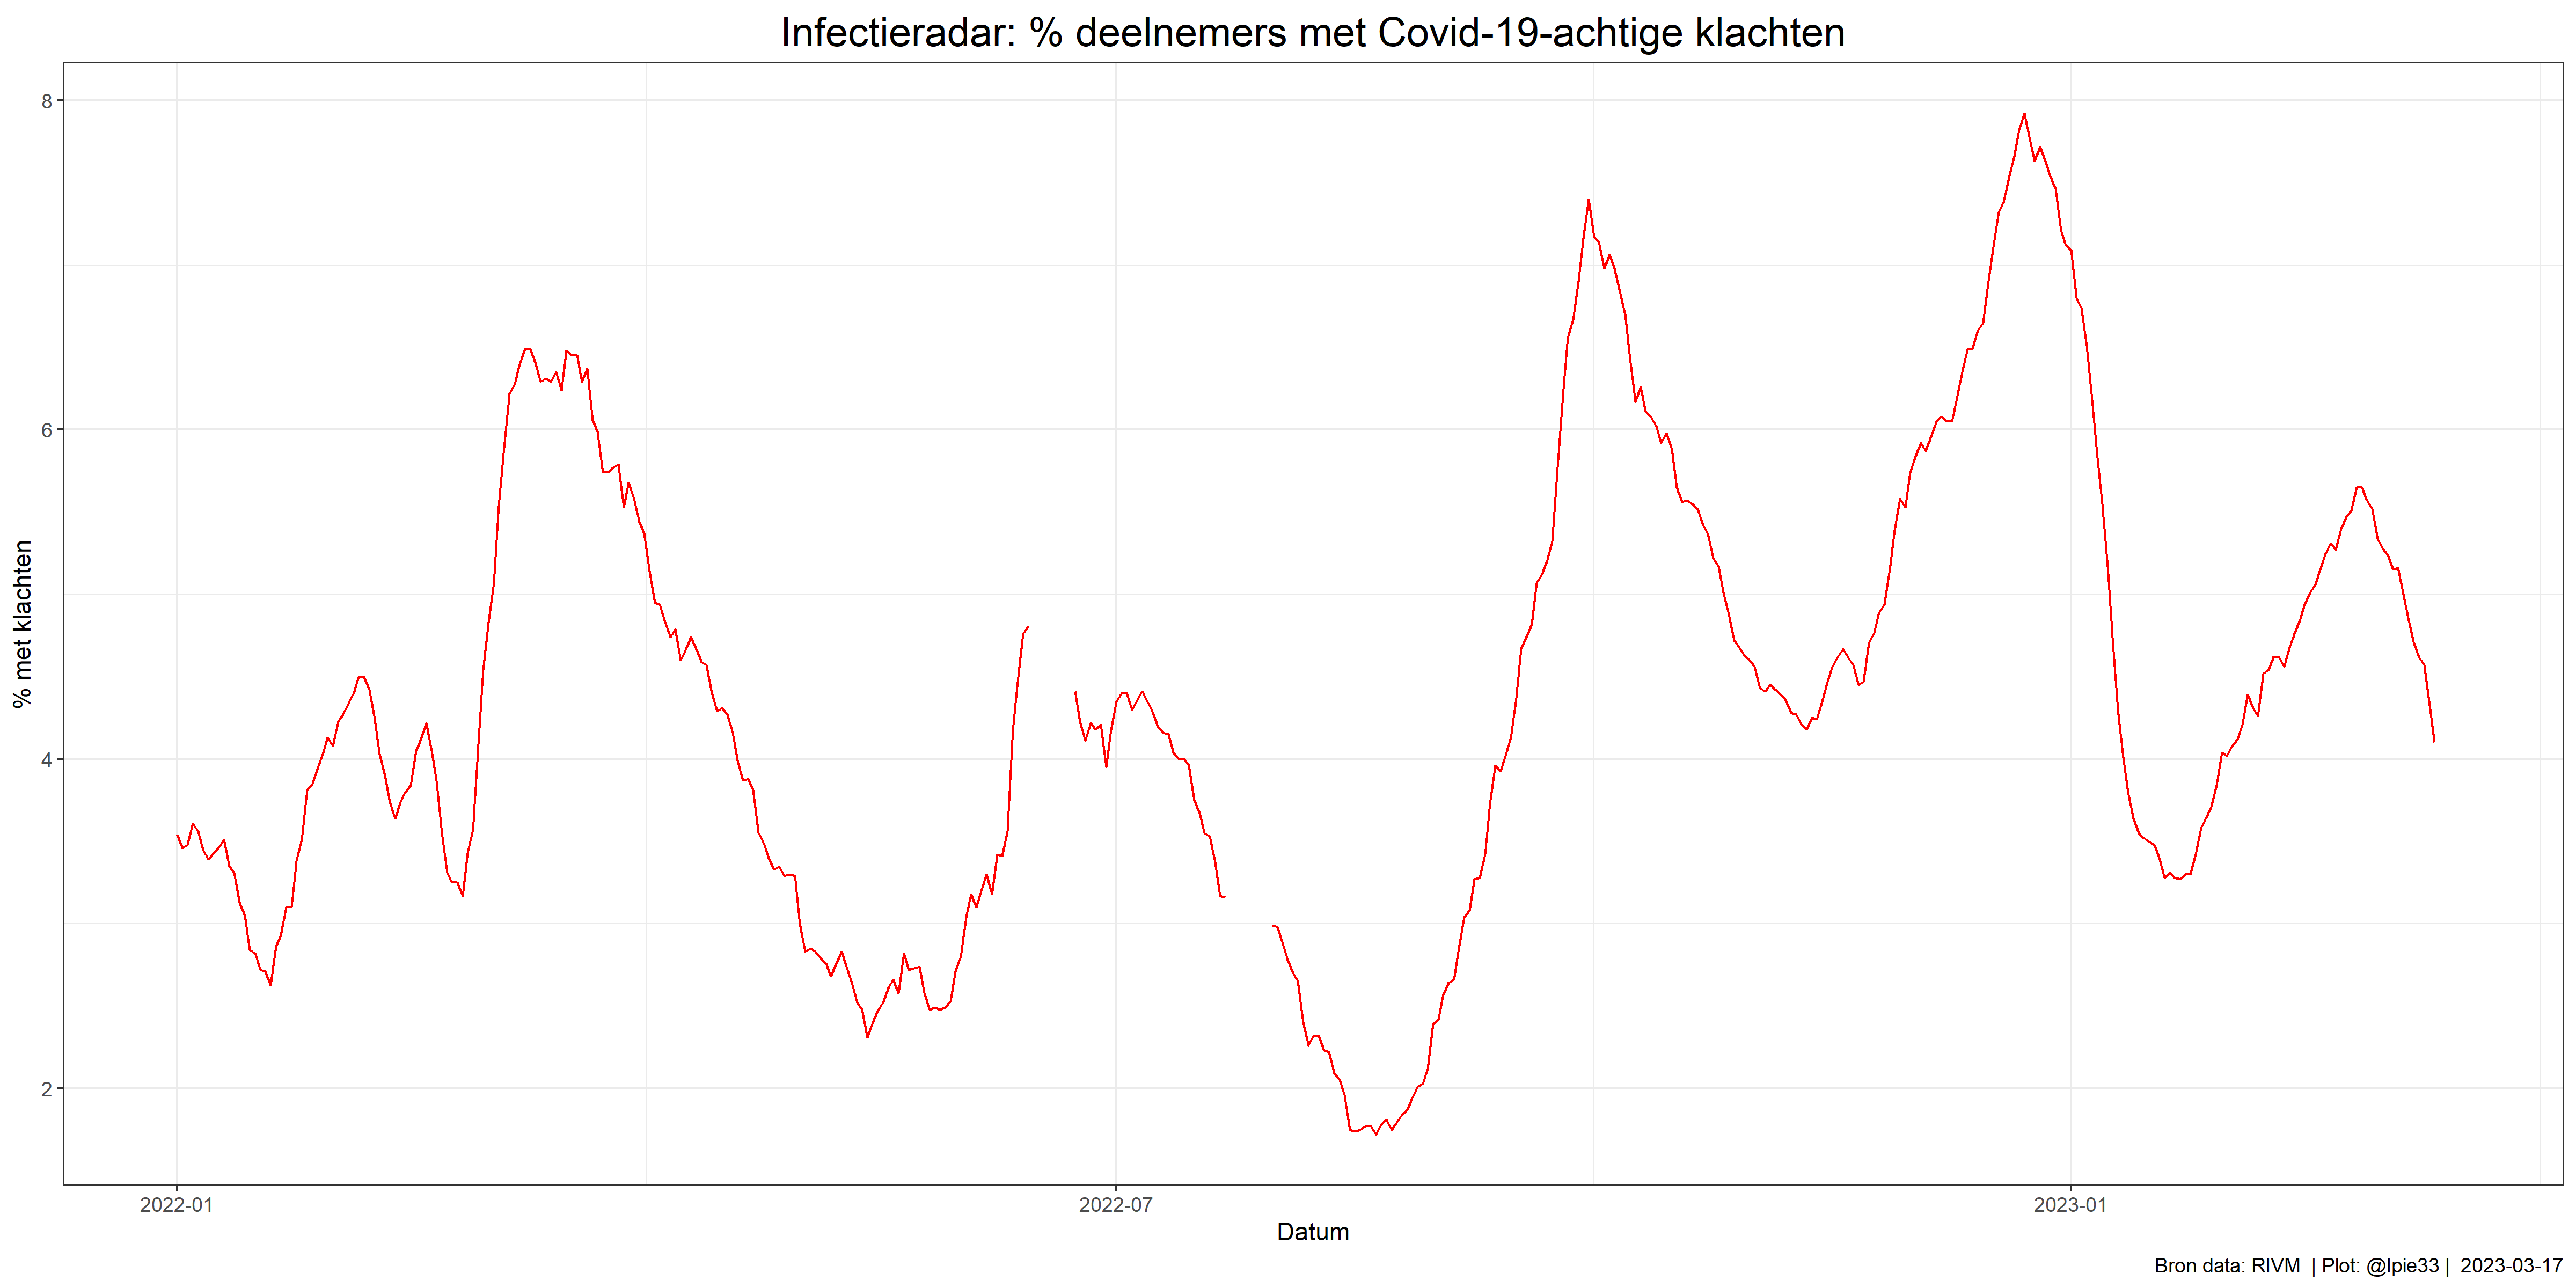 Infectieradar: % deelnemers met Covid-19-achtige klachten
8
6
4
2
% met klachten
2022-01
2022-07
2023-01
Datum
Bron data: RIVM | Plot: @lpie33 | 2023-03-17